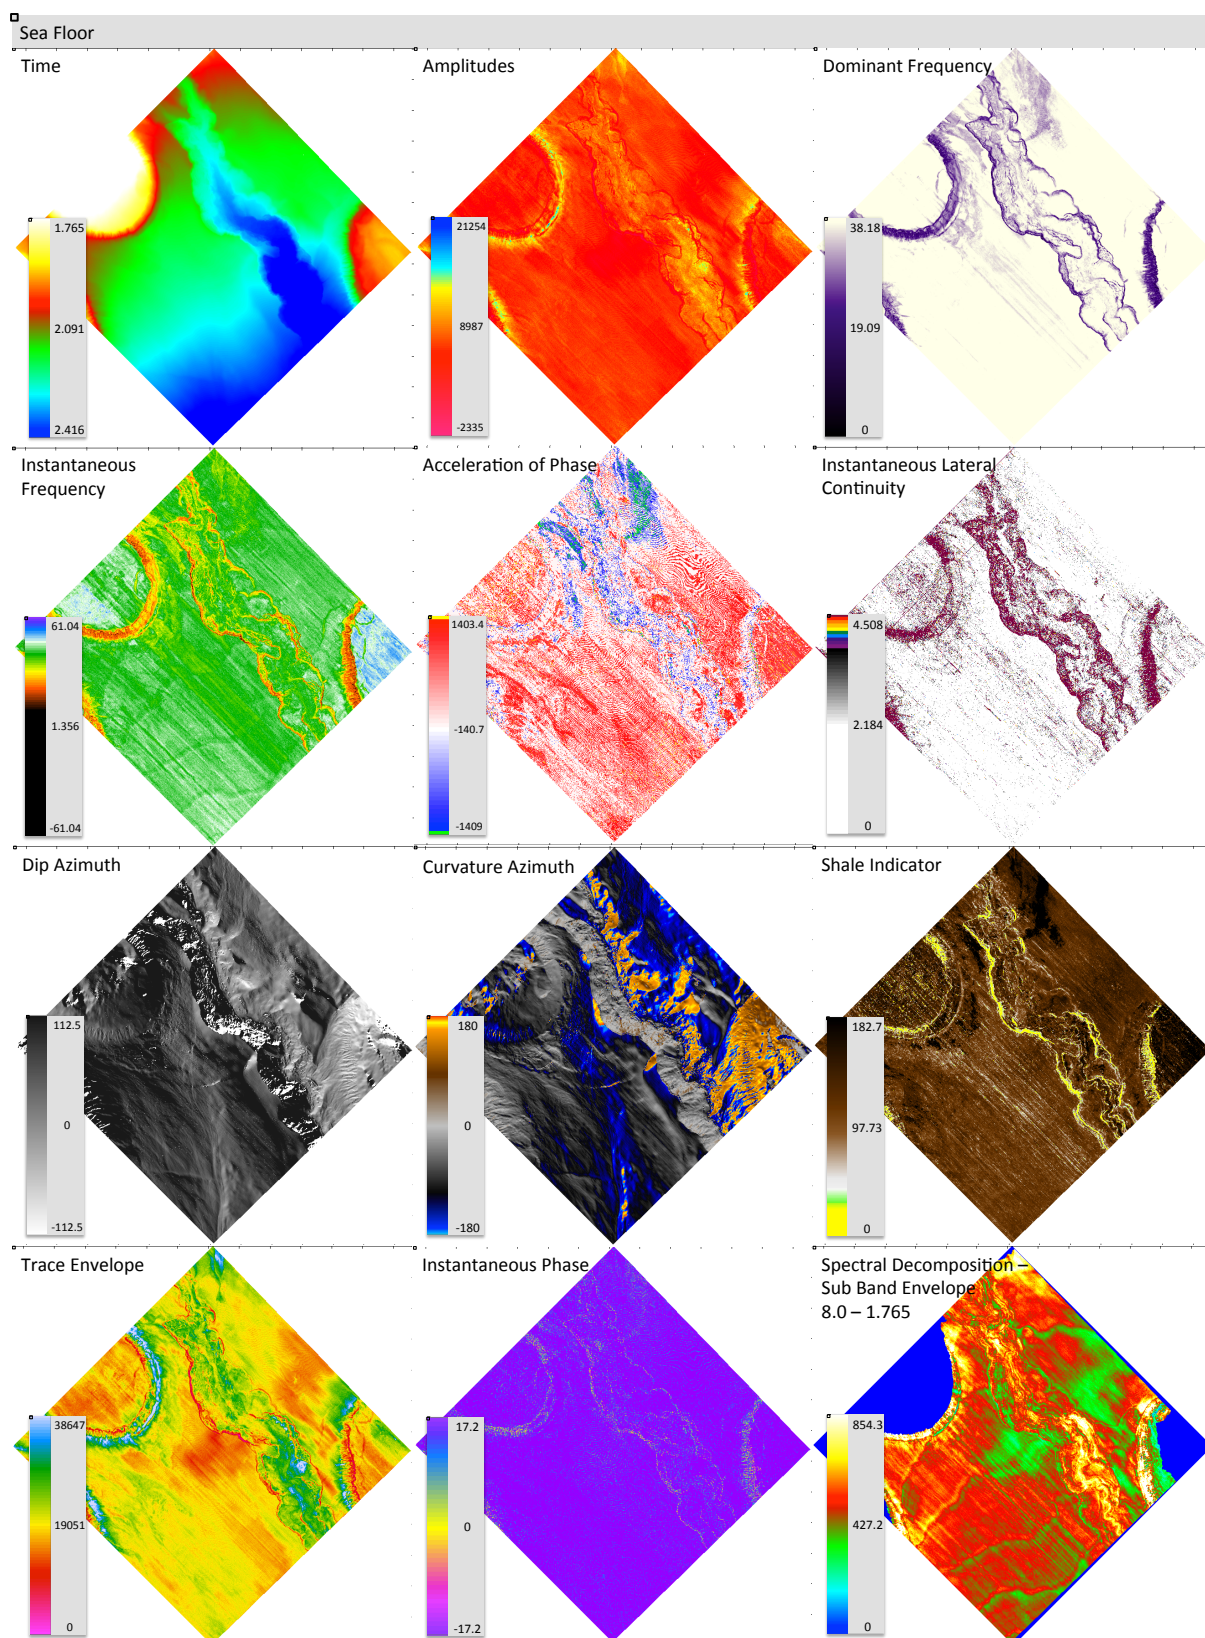 Sea Floor
Time
1.765
2.091
2.416
Amplitudes
21254
8987
-2335
Dominant Frequency
38.18
19.09
0
Instantaneous
Frequency
61.04
1.356
-61.04
Acceleration of Phase
1403.4
-140.7
-1409
Instantaneous Lateral
Continuity
4.508
2.184
0
Dip Azimuth
112.5
0
-112.5
Curvature Azimuth
180
0
-180
Shale Indicator
182.7
97.73
0
Trace Envelope
38647
19051
0
Instantaneous Phase
17.2
0
-17.2
Spectral Decomposition –
Sub Band Envelope
8.0 – 1.765
854.3
427.2
0